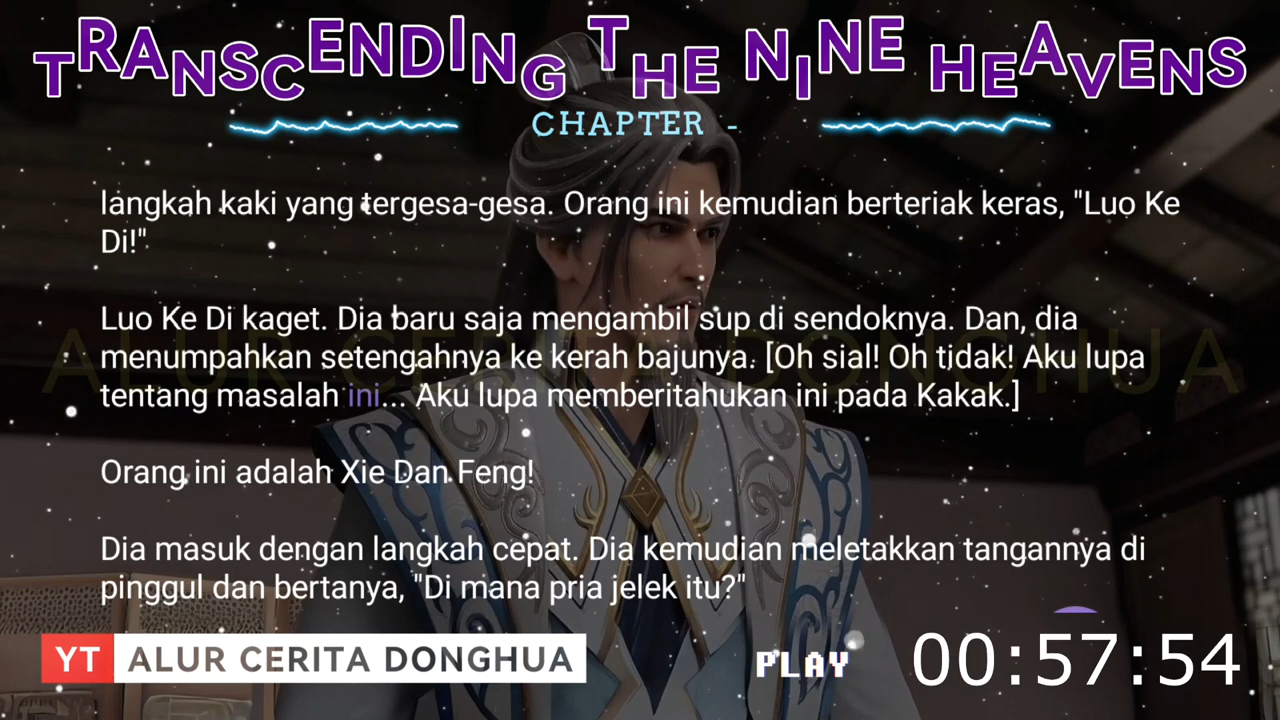 TRANSCENDING THE NINE HEAVENS
CHAPTER -
langkah kaki yang tergesa-gesa. Orang ini kemudian berteriak keras, "Luo Ke
Di!"
Luo Ke Di kaget. Dia baru saja mengambil sup di sendoknya. Dan, dia
menumpahkan setengahnya ke kerah bajunya. [Oh sial! Oh tidak! Aku lupa
tentang masalah ini... Aku lupa memberitahukan ini pada Kakak.]
ALUR CERITA DONGHUA
Orang ini adalah Xie Dan Feng!
Dia masuk dengan langkah cepat. Dia kemudian meletakkan tangannya di
pinggul dan bertanya, "Di mana pria jelek itu?"
YT ALUR CERITA DONGHUA
PLAY 00:57:54